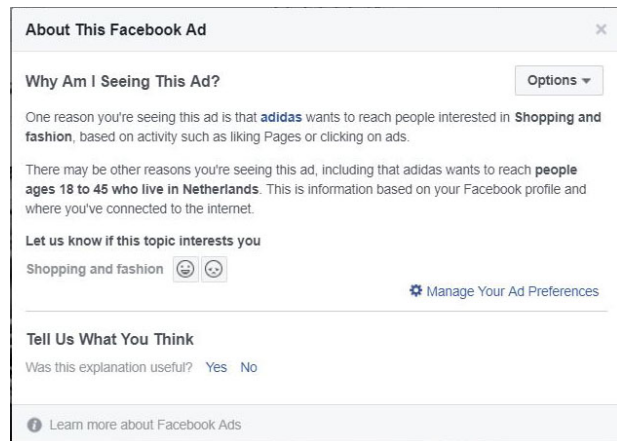 About This Facebook Ad
Why Am I Seeing This Ad?
Options
One reason you're seeing this ad is that adidas wants to reach people interested in Shopping and
fashion, based on activity such as liking Pages or clicking on ads.
There may be other reasons you're seeing this ad, including that adidas wants to reach people
ages 18 to 45 who live in Netherlands. This is information based on your Facebook profile and
where you've connected to the internet.
Let us know if this topic interests you
Shopping and fashion
Manage Your Ad Preferences
Tell Us What You Think
Was this explanation useful? Yes No
Learn more about Facebook Ads